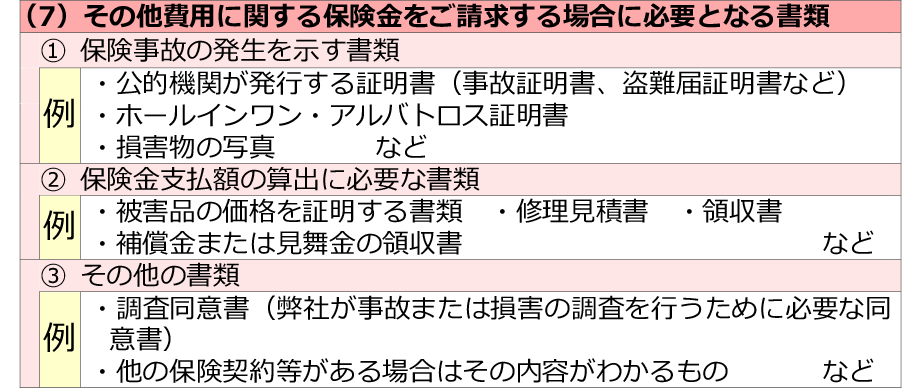 （7）その他費用に関する保険金をご請求する場合に必要となる書類
① 保険事故の発生を示す書類
例
・公的機関が発行する証明書（事故証明書、盗難届証明書など）
・ホールインワン・アルバトロス証明書
・損害物の写真　　　　など
② 保険金支払額の算出に必要な書類
例
・被害品の価格を証明する書類　・修理見積書　・領収書
・補償金または見舞金の領収書　　　　など
③ その他の書類
例
・調査同意書（弊社が事故または損害の調査を行うために必要な同
意書）
・他の保険契約等がある場合はその内容がわかるもの　　　　など